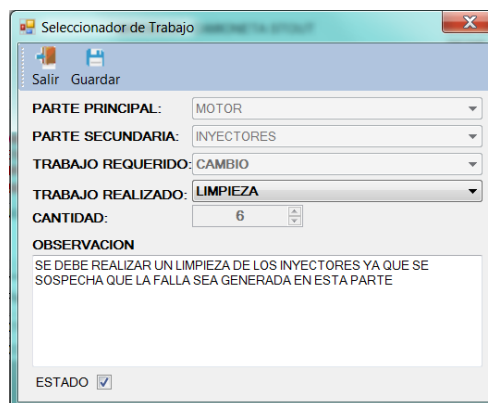 Seleccionador de Trabajo
Salir Guardar
PARTE PRINCIPAL: MOTOR
PARTE SECUNDARIA: INYECTORES
TRABAJO REQUERIDO: CAMBIO
TRABAJO REALIZADO: LIMPIEZA
CANTIDAD: 6
OBSERVACION
SE DEBE REALIZAR UN LIMPIEZA DE LOS INYECTORES YA QUE SE
SOSPECHA QUE LA FALLA SEA GENERADA EN ESTA PARTE
ESTADO